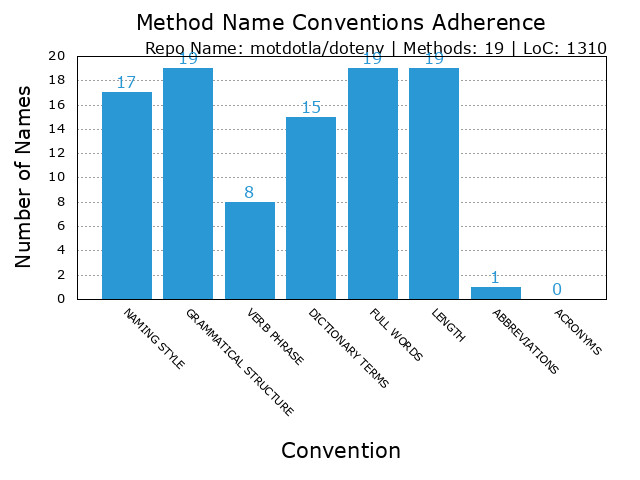 Method Name Conventions Adherence
Repo Name: motdotla/dotenv | Methods: 19 | LoC: 1310
Number of Names
20
18
16
14
12
10
8
6
4
2
0
17
19
8
15
19
19
1
0
NAMING STYLE
GRAMMATICAL STRUCTURE
VERB PHRASE
DICTIONARY TERMS
FULL WORDS
LENGTH
ABBREVIATIONS
ACRONYMS
Convention